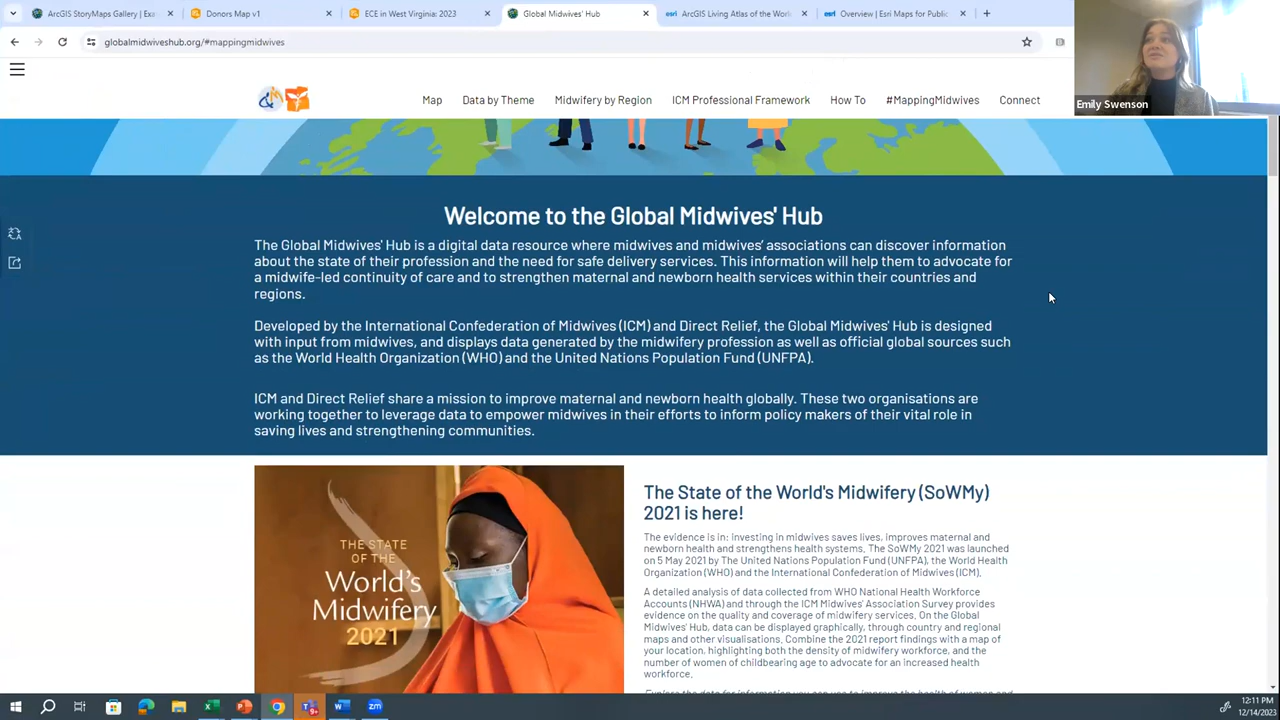 ArcGIS StoryMaps Gallery | Exa
Donors Map v1
ECE in West Virginia: 2023
Global Midwives' Hub
ArcGIS Living Atlas of the Worl
Overview | Esri Maps for Public
globalmidwiveshub.org/#mappingmidwives
Emily Swenson
Map
Data by Theme
Midwifery by Region
ICM Professional Framework
How To
#MappingMidwives
Connect
Welcome to the Global Midwives' Hub
The Global Midwives' Hub is a digital data resource where midwives and midwives' associations can discover information
about the state of their profession and the need for safe delivery services. This information will help them to advocate for
a midwife-led continuity of care and to strengthen maternal and newborn health services within their countries and
regions.
Developed by the International Confederation of Midwives (ICM) and Direct Relief, the Global Midwives' Hub is designed
with input from midwives, and displays data generated by the midwifery profession as well as official global sources such
as the World Health Organization (WHO) and the United Nations Population Fund (UNFPA).
ICM and Direct Relief share a mission to improve maternal and newborn health globally. These two organisations are
working together to leverage data to empower midwives in their efforts to inform policy makers of their vital role in
saving lives and strengthening communities.
THE STATE
OF THE
World's
Midwifery
2021
The State of the World's Midwifery (SoWMy)
2021 is here!
The evidence is in: investing in midwives saves lives, improves maternal and
newborn health and strengthens health systems. The SoWMy 2021 was launched
on 5 May 2021 by The United Nations Population Fund (UNFPA), the World Health
Organization (WHO) and the International Confederation of Midwives (ICM).
A detailed analysis of data collected from WHO National Health Workforce
Accounts (NHWA) and through the ICM Midwives' Association Survey provides
evidence on the quality and coverage of midwifery services. On the Global
Midwives' Hub, data can be displayed graphically, through country and regional
maps and other visualisations. Combine the 2021 report findings with a map of
your location, highlighting both the density of midwifery workforce, and the
number of women of childbearing age to advocate for an increased health
workforce.
12:11 PM
12/14/2023